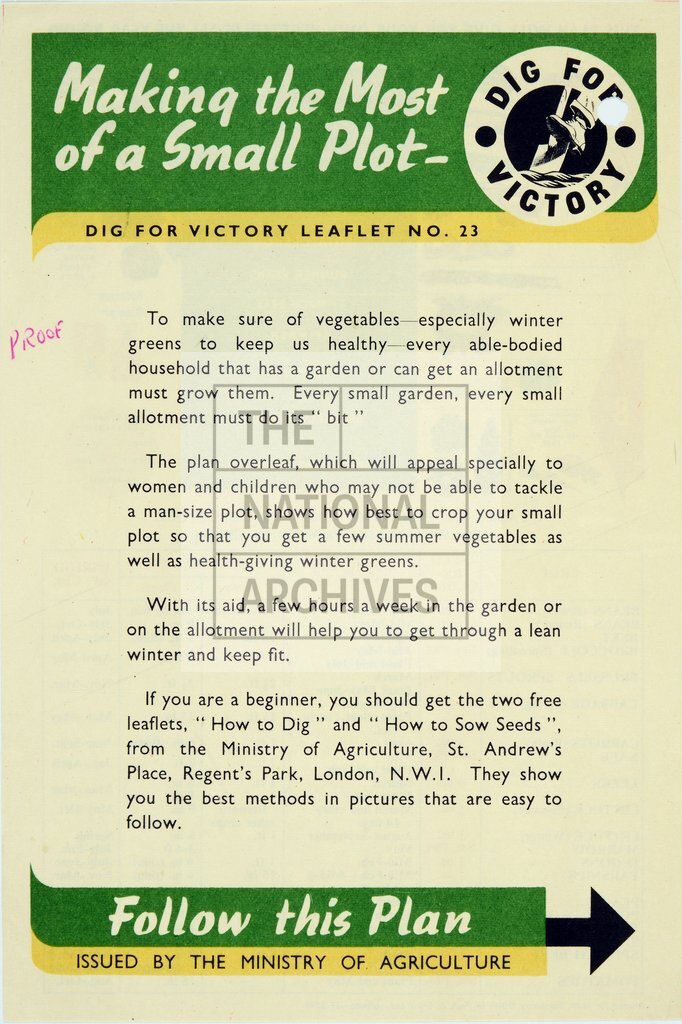 Making the Most
of a Small Plot-
DIG FOR
VICTORY
DIG FOR VICTORY LEAFLET NO. 23
PROOF
To make sure of vegetables—especially winter
greens to keep us healthy—every able-bodied
household that has a garden or can get an allotment
must grow them. Every small garden, every small
allotment must do its “ bit ”
The plan overleaf, which will appeal specially to
women and children who may not be able to tackle
a man-size plot, shows how best to crop your small
plot so that you get a few summer vegetables as
well as health-giving winter greens.
With its aid, a few hours a week in the garden or
on the allotment will help you to get through a lean
winter and keep fit.
If you are a beginner, you should get the two free
leaflets, “ How to Dig ” and “ How to Sow Seeds ”,
from the Ministry of Agriculture, St. Andrew's
Place, Regent's Park, London, N.W.1. They show
you the best methods in pictures that are easy to
follow.
THE
NATIONAL
ARCHIVES
Follow this Plan
ISSUED BY THE MINISTRY OF AGRICULTURE